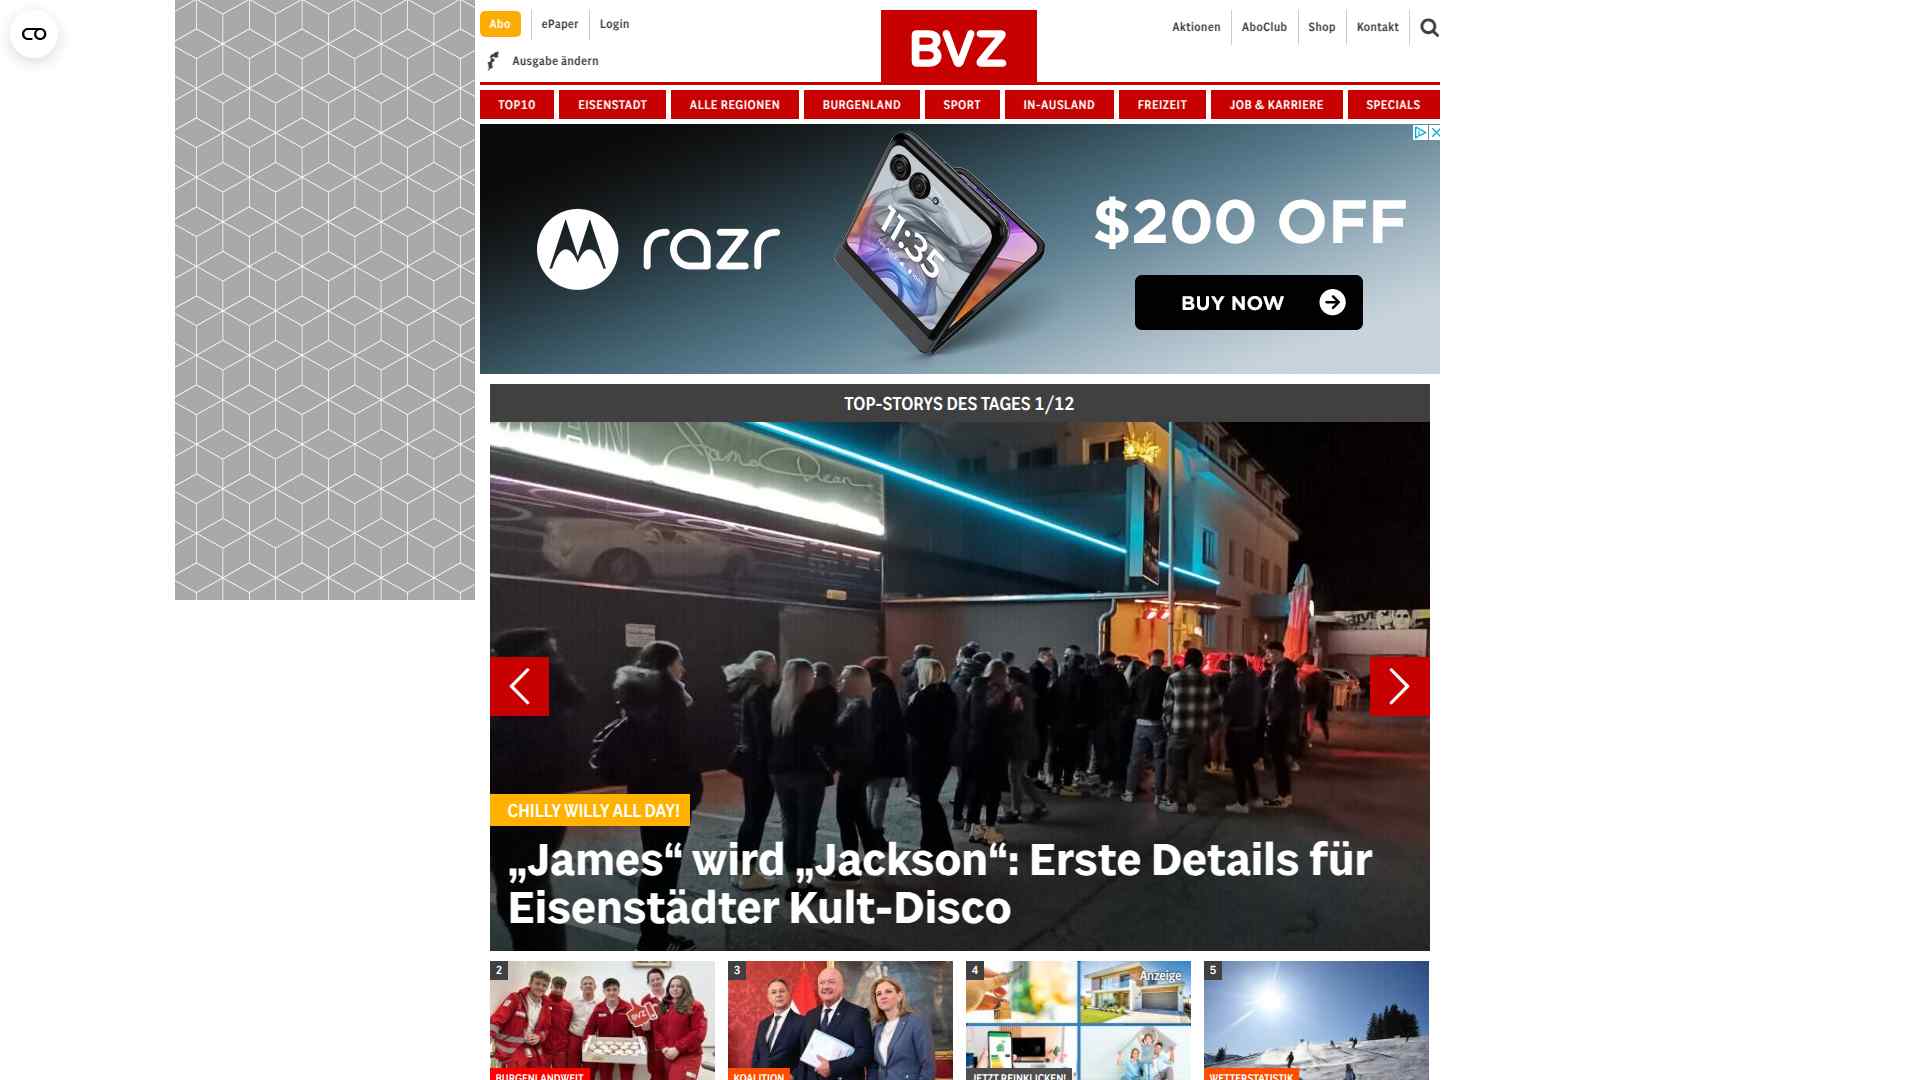 Abo
ePaper
Login
Ausgabe ändern
BVZ
Aktionen
AboClub
Shop
Kontakt
TOP10
EISENSTADT
ALLE REGIONEN
BURGENLAND
SPORT
IN-AUSLAND
FREIZEIT
JOB & KARRIERE
SPECIALS
razr
11:35
$200 OFF
BUY NOW
TOP-STORYS DES TAGES 1/12
James Dean
CHILLY WILLY ALL DAY!
„James“ wird „Jackson“: Erste Details für
Eisenstädter Kult-Disco
2
BVZ
BURGENLANDWEIT
3
KOALITION
4
Anzeige
JETZT REINKLICKEN!
5
WETTERSTATISTIK